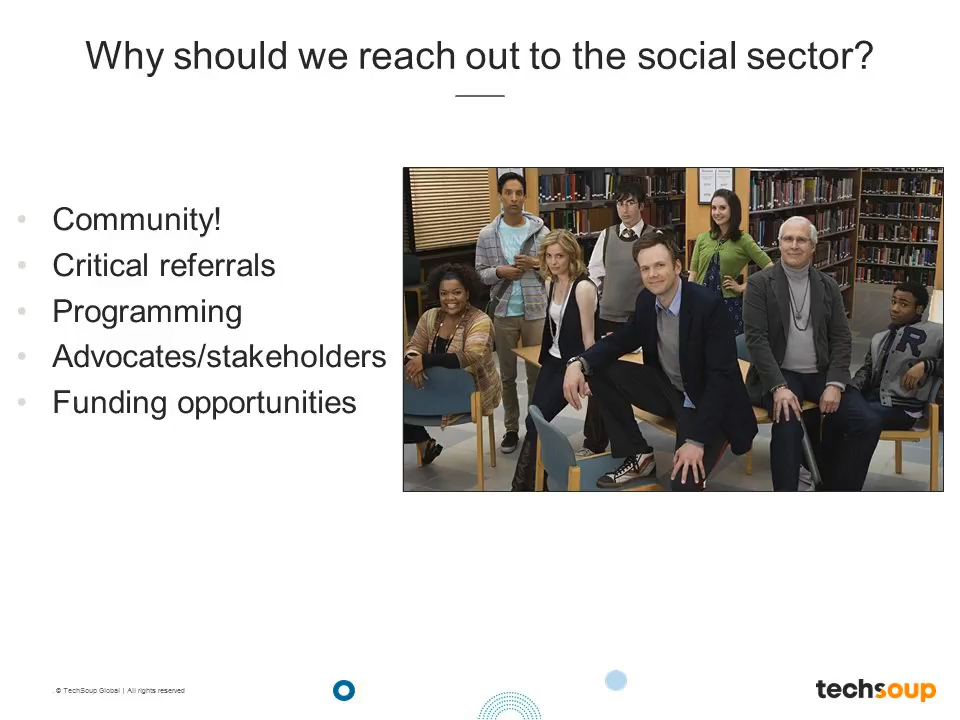 Why should we reach out to the social sector?
• Community!
• Critical referrals
• Programming
• Advocates/stakeholders
• Funding opportunities
R
. © TechSoup Global | All rights reserved
techsoup